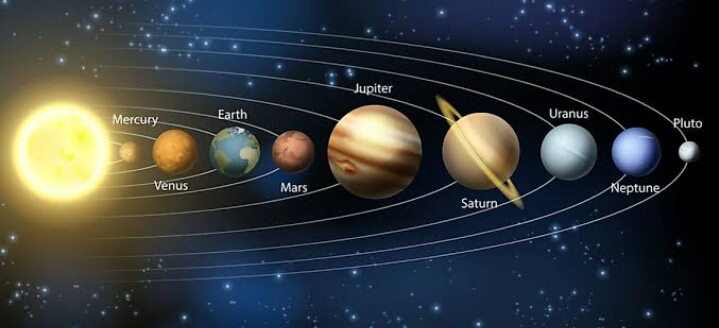 Mercury
Venus
Earth
Mars
Jupiter
Saturn
Uranus
Neptune
Pluto